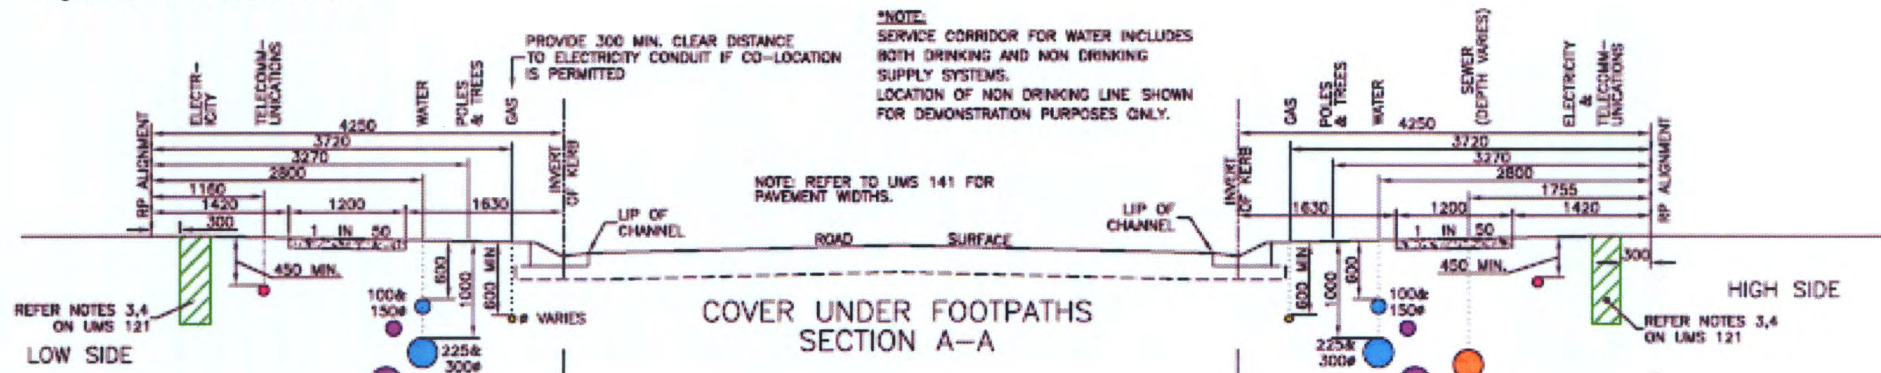 PROVIDE 300 MIN. CLEAR DISTANCE
TO ELECTRICITY CONDUIT IF CO-LOCATION
IS PERMITTED
*NOTE:
SERVICE CORRIDOR FOR WATER INCLUDES
BOTH DRINKING AND NON DRINKING
SUPPLY SYSTEMS.
LOCATION OF NON DRINKING LINE SHOWN
FOR DEMONSTRATION PURPOSES ONLY.
RP ALIGNMENT
ELECTR-
ICITY
TELECOMM-
UNICATIONS
WATER
POLES
& TREES
GAS
INVERT
OF KERB
4250
3720
3270
2800
1160
1420
1200
1630
300
1 IN 50
450 MIN.
600
1000
600 MIN
100&
150ø
225&
300ø
ø VARIES
REFER NOTES 3,4
ON UMS 121
LOW SIDE
LIP OF
CHANNEL
NOTE: REFER TO UMS 141 FOR
PAVEMENT WIDTHS.
ROAD SURFACE
COVER UNDER FOOTPATHS
SECTION A-A
LIP OF
CHANNEL
INVERT
OF KERB
GAS
POLES
& TREES
WATER
SEWER
(DEPTH VARIES)
ELECTRICITY
&
TELECOMM-
UNICATIONS
RP ALIGNMENT
4250
3720
3270
2800
1755
1630
1200
1420
1 IN 50
450 MIN.
300
600 MIN
1000
600
100&
150ø
225&
300ø
HIGH SIDE
REFER NOTES 3,4
ON UMS 121